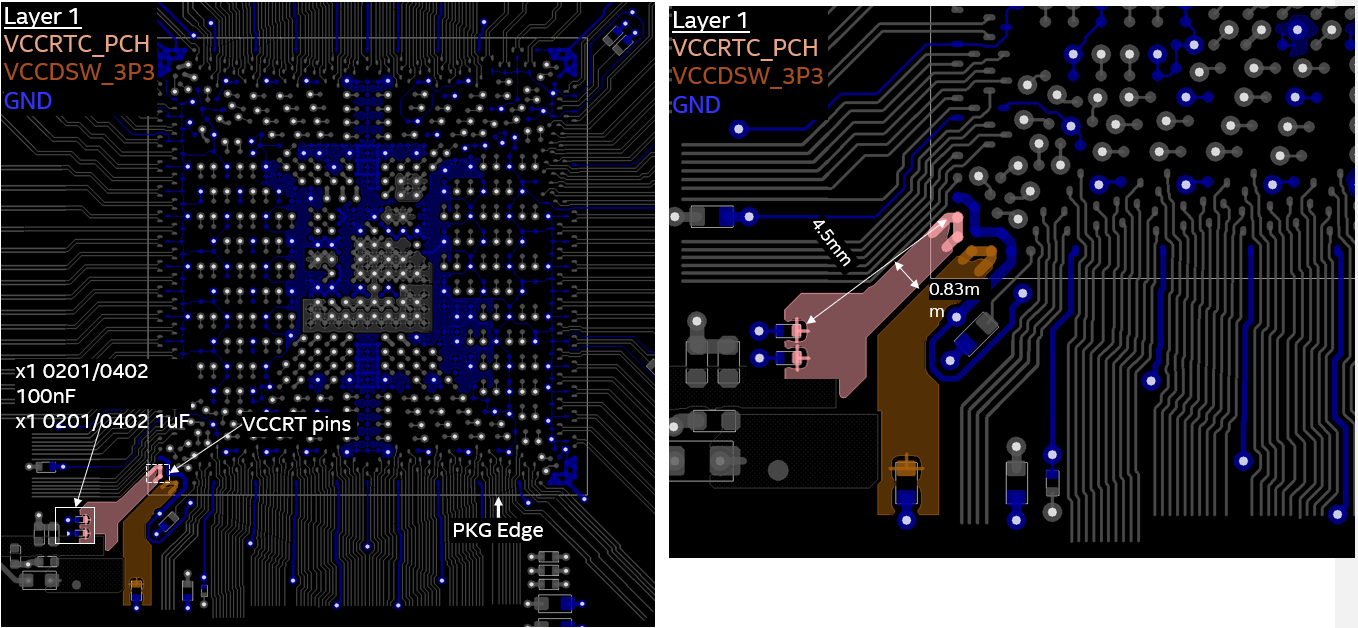 Layer 1
VCCRTC_PCH
VCCDSW_3P3
GND
x1 0201/0402
100nF
x1 0201/0402 1uF
VCCRT pins
PKG Edge
Layer 1
VCCRTC_PCH
VCCDSW_3P3
GND
4.5mm
0.83m
m